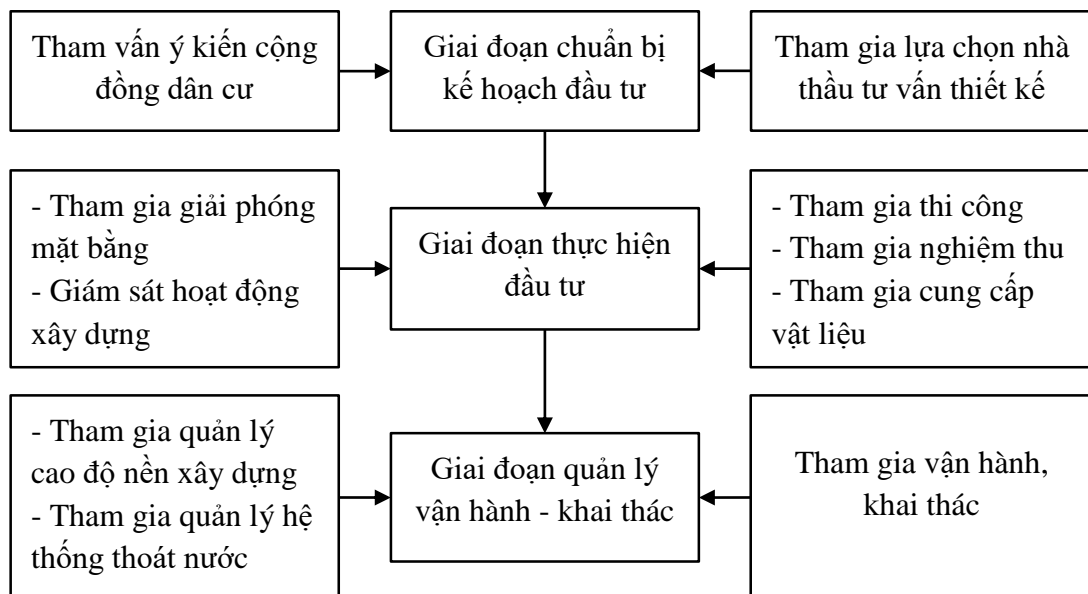 Tham vấn ý kiến cộng
đồng dân cư
Giai đoạn chuẩn bị
kế hoạch đầu tư
Tham gia lựa chọn nhà
thầu tư vấn thiết kế
- Tham gia giải phóng
mặt bằng
- Giám sát hoạt động
xây dựng
Giai đoạn thực hiện
đầu tư
- Tham gia thi công
- Tham gia nghiệm thu
- Tham gia cung cấp
vật liệu
- Tham gia quản lý
cao độ nền xây dựng
- Tham gia quản lý hệ
thống thoát nước
Giai đoạn quản lý
vận hành - khai thác
Tham gia vận hành,
khai thác